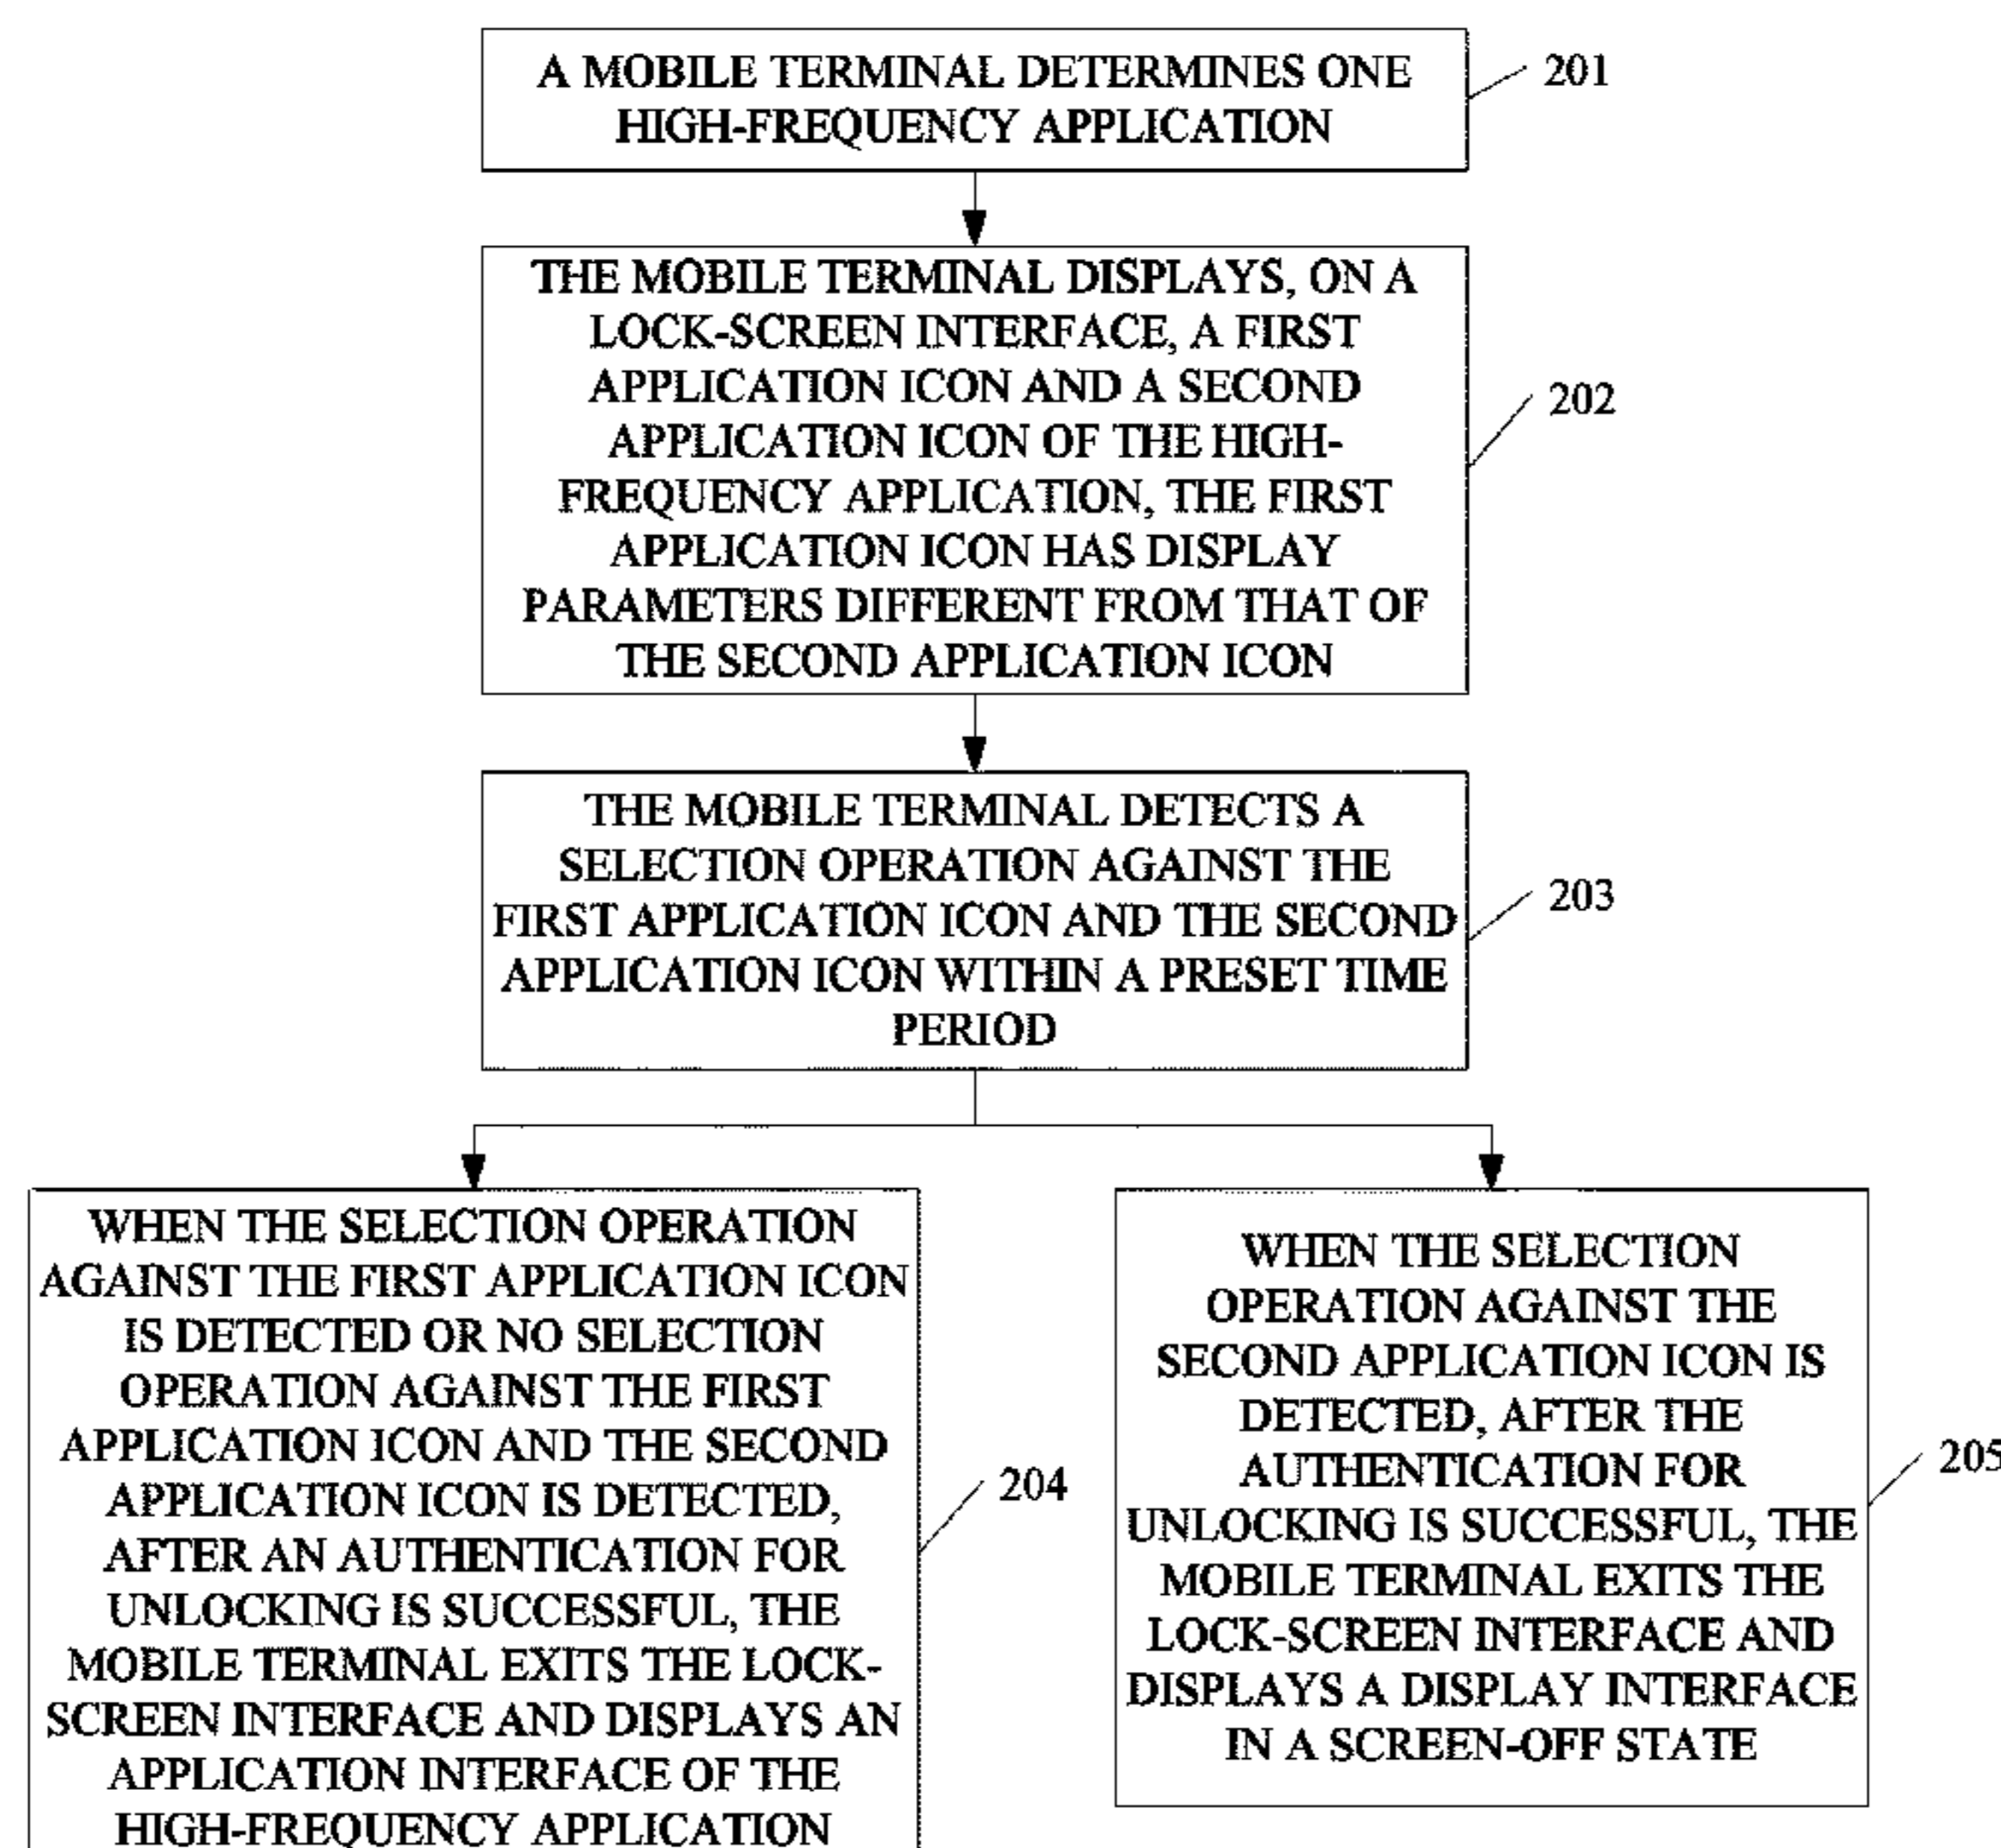 A MOBILE TERMINAL DETERMINES ONE
HIGH-FREQUENCY APPLICATION
201
THE MOBILE TERMINAL DISPLAYS, ON A
LOCK-SCREEN INTERFACE, A FIRST
APPLICATION ICON AND A SECOND
APPLICATION ICON OF THE HIGH-
FREQUENCY APPLICATION, THE FIRST
APPLICATION ICON HAS DISPLAY
PARAMETERS DIFFERENT FROM THAT OF
THE SECOND APPLICATION ICON
202
THE MOBILE TERMINAL DETECTS A
SELECTION OPERATION AGAINST THE
FIRST APPLICATION ICON AND THE SECOND
APPLICATION ICON WITHIN A PRESET TIME
PERIOD
203
WHEN THE SELECTION OPERATION
AGAINST THE FIRST APPLICATION ICON
IS DETECTED OR NO SELECTION
OPERATION AGAINST THE FIRST
APPLICATION ICON AND THE SECOND
APPLICATION ICON IS DETECTED,
AFTER AN AUTHENTICATION FOR
UNLOCKING IS SUCCESSFUL, THE
MOBILE TERMINAL EXITS THE LOCK-
SCREEN INTERFACE AND DISPLAYS AN
APPLICATION INTERFACE OF THE
HIGH-FREQUENCY APPLICATION
204
WHEN THE SELECTION
OPERATION AGAINST THE
SECOND APPLICATION ICON IS
DETECTED, AFTER THE
AUTHENTICATION FOR
UNLOCKING IS SUCCESSFUL, THE
MOBILE TERMINAL EXITS THE
LOCK-SCREEN INTERFACE AND
DISPLAYS A DISPLAY INTERFACE
IN A SCREEN-OFF STATE
205